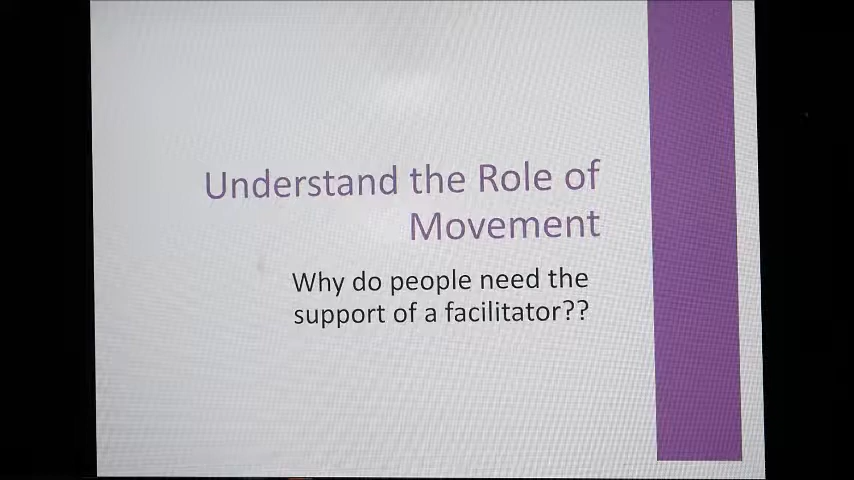 Understand the Role of
Movement
Why do people need the
support of a facilitator??